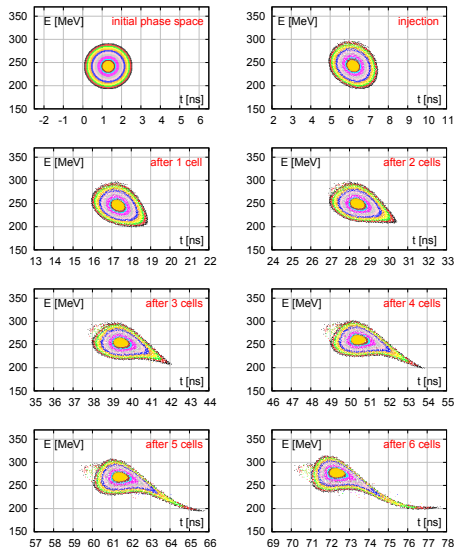 350 E [MeV] initial phase space
300
250
200
150
t [ns]
-2 -1 0 1 2 3 4 5 6
350 E [MeV] injection
300
250
200
150
t [ns]
2 3 4 5 6 7 8 9 10 11
350 E [MeV] after 1 cell
300
250
200
150
t [ns]
13 14 15 16 17 18 19 20 21 22
350 E [MeV] after 2 cells
300
250
200
150
t [ns]
24 25 26 27 28 29 30 31 32 33
350 E [MeV] after 3 cells
300
250
200
150
t [ns]
35 36 37 38 39 40 41 42 43 44
350 E [MeV] after 4 cells
300
250
200
150
t [ns]
46 47 48 49 50 51 52 53 54 55
350 E [MeV] after 5 cells
300
250
200
150
t [ns]
57 58 59 60 61 62 63 64 65 66
350 E [MeV] after 6 cells
300
250
200
150
t [ns]
69 70 71 72 73 74 75 76 77 78